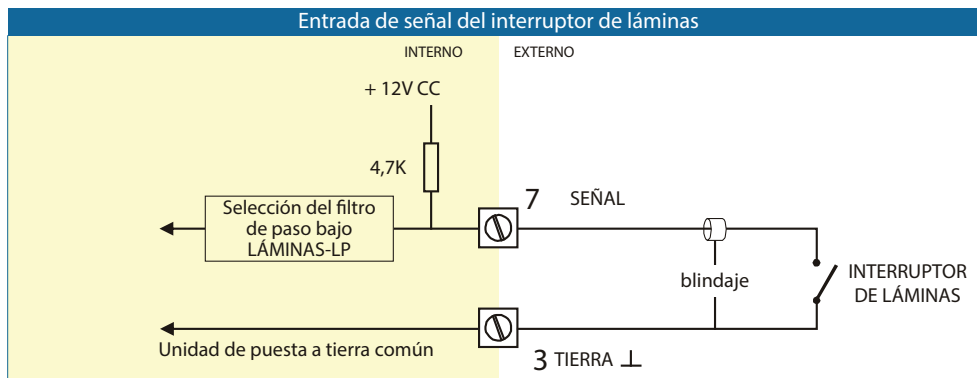 Entrada de señal del interruptor de láminas
INTERNO
EXTERNO
+ 12V CC
4,7K
7
SEÑAL
Selección del filtro
de paso bajo
LÁMINAS-LP
blindaje
INTERRUPTOR
DE LÁMINAS
Unidad de puesta a tierra común
3 TIERRA